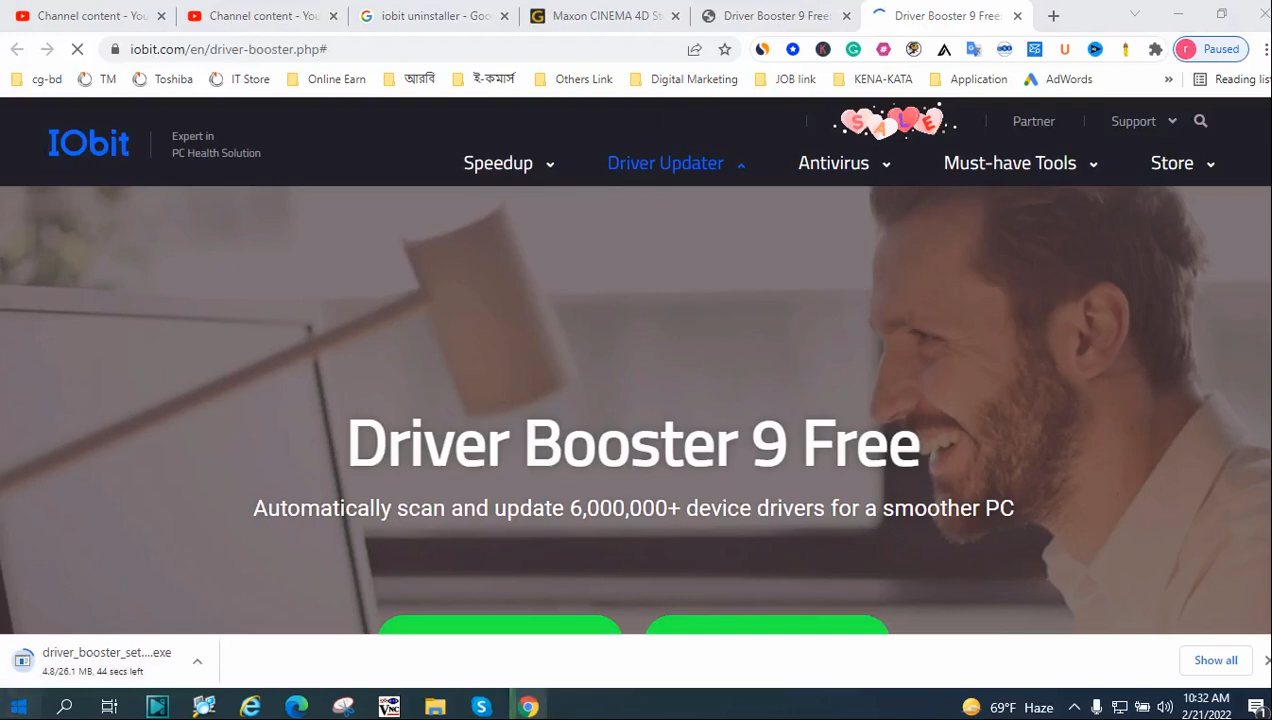 Channel content - You
Channel content - You
iobit uninstaller - Goo
Maxon CINEMA 4D St
Driver Booster 9 Free:
Driver Booster 9 Free:
iobit.com/en/driver-booster.php#
Paused
cg-bd
TM
Toshiba
IT Store
Online Earn
আরবি
ই-কমার্স
Others Link
Digital Marketing
JOB link
KENA-KATA
Application
AdWords
»
Reading list
SALE
Partner
Support
IObit
Expert in
PC Health Solution
Speedup
Driver Updater
Antivirus
Must-have Tools
Store
Driver Booster 9 Free
Automatically scan and update 6,000,000+ device drivers for a smoother PC
driver_booster_set....exe
4.8/26.1 MB, 44 secs left
Show all
69°F Haze
10:32 AM
2/21/2022